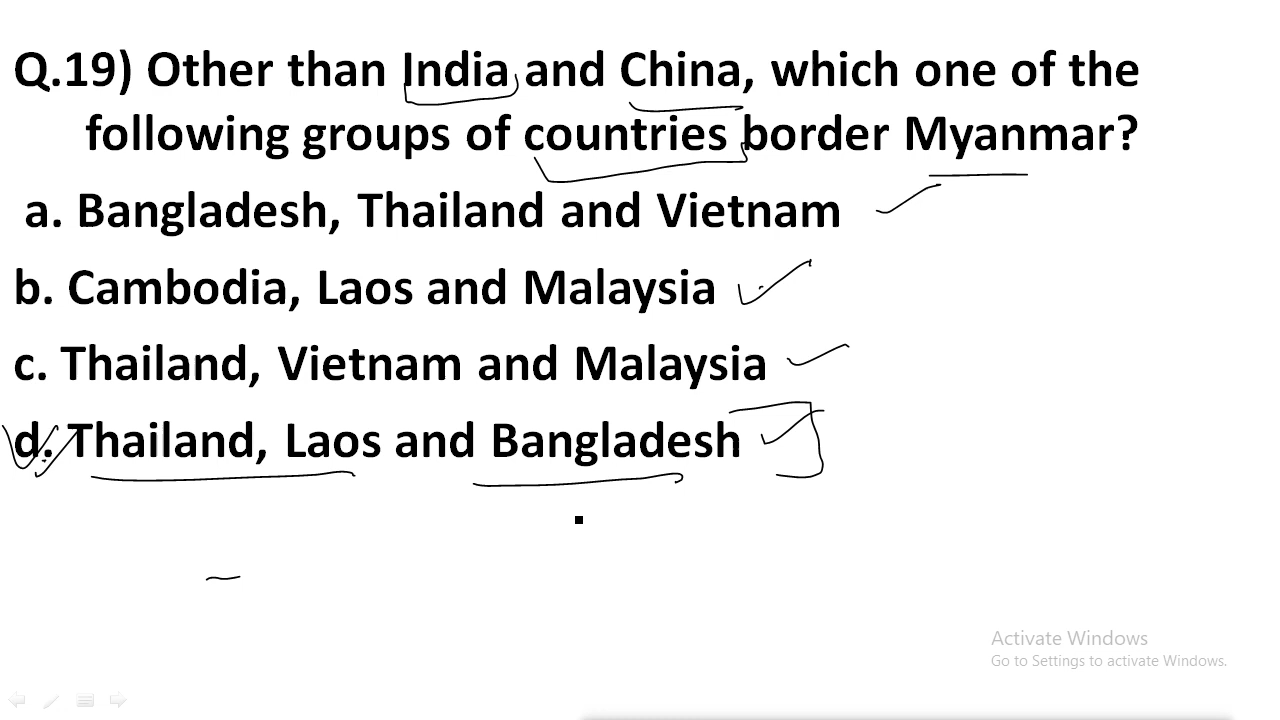 Q.19) Other than India and China, which one of the
following groups of countries border Myanmar?
a. Bangladesh, Thailand and Vietnam
b. Cambodia, Laos and Malaysia
c. Thailand, Vietnam and Malaysia
d. Thailand, Laos and Bangladesh
Activate Windows
Go to Settings to activate Windows.